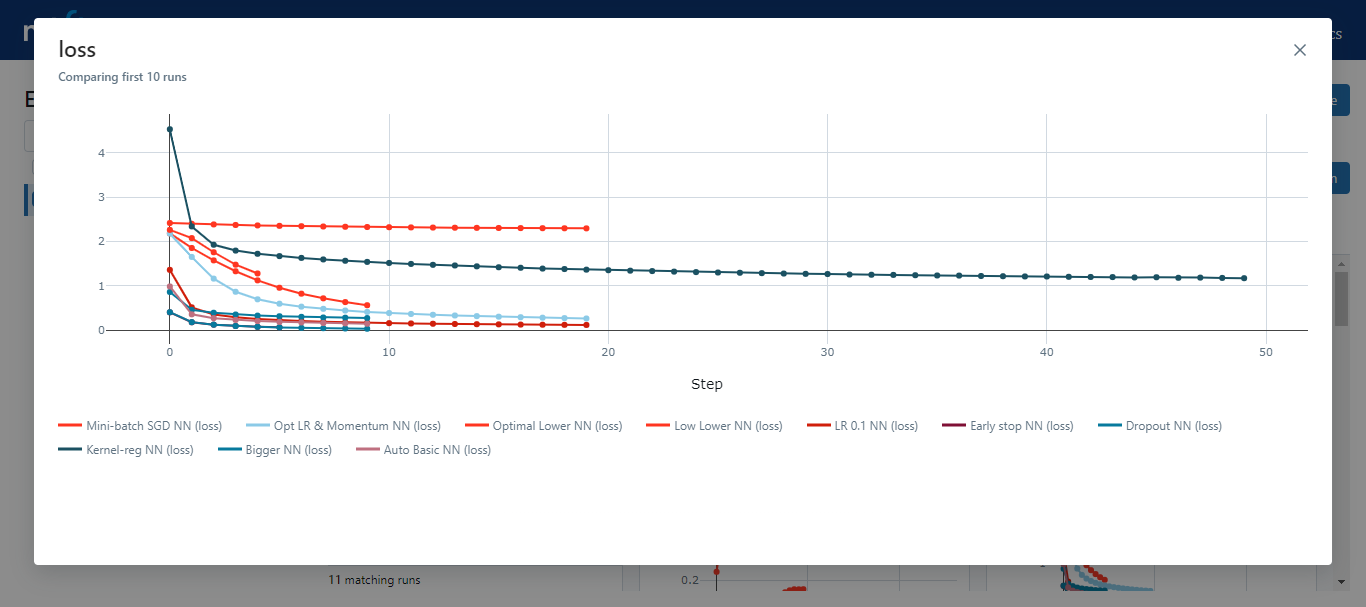 loss
Comparing first 10 runs
4
3
2
1
0
0 10 20 30 40 50
Step
Mini-batch SGD NN (loss) Opt LR & Momentum NN (loss) Optimal Lower NN (loss) Low Lower NN (loss) LR 0.1 NN (loss) Early stop NN (loss) Dropout NN (loss)
Kernel-reg NN (loss) Bigger NN (loss) Auto Basic NN (loss)
11 matching runs
0.2